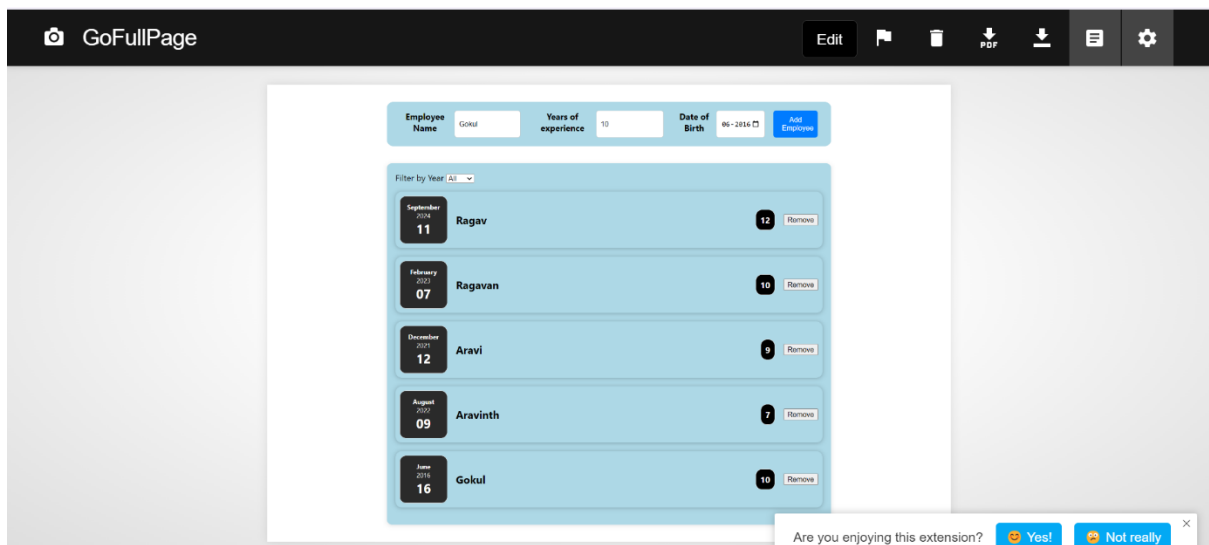 GoFullPage
Edit
PDF
Employee Name
Gokul
Years of experience
10
Date of Birth
06-2016
Add Employee
Filter by Year All
September
2024
11
Ragav
12
Remove
February
2023
07
Ragavan
10
Remove
December
2021
12
Aravi
9
Remove
August
2022
09
Aravinth
7
Remove
June
2016
16
Gokul
10
Remove
Are you enjoying this extension?
Yes!
Not really